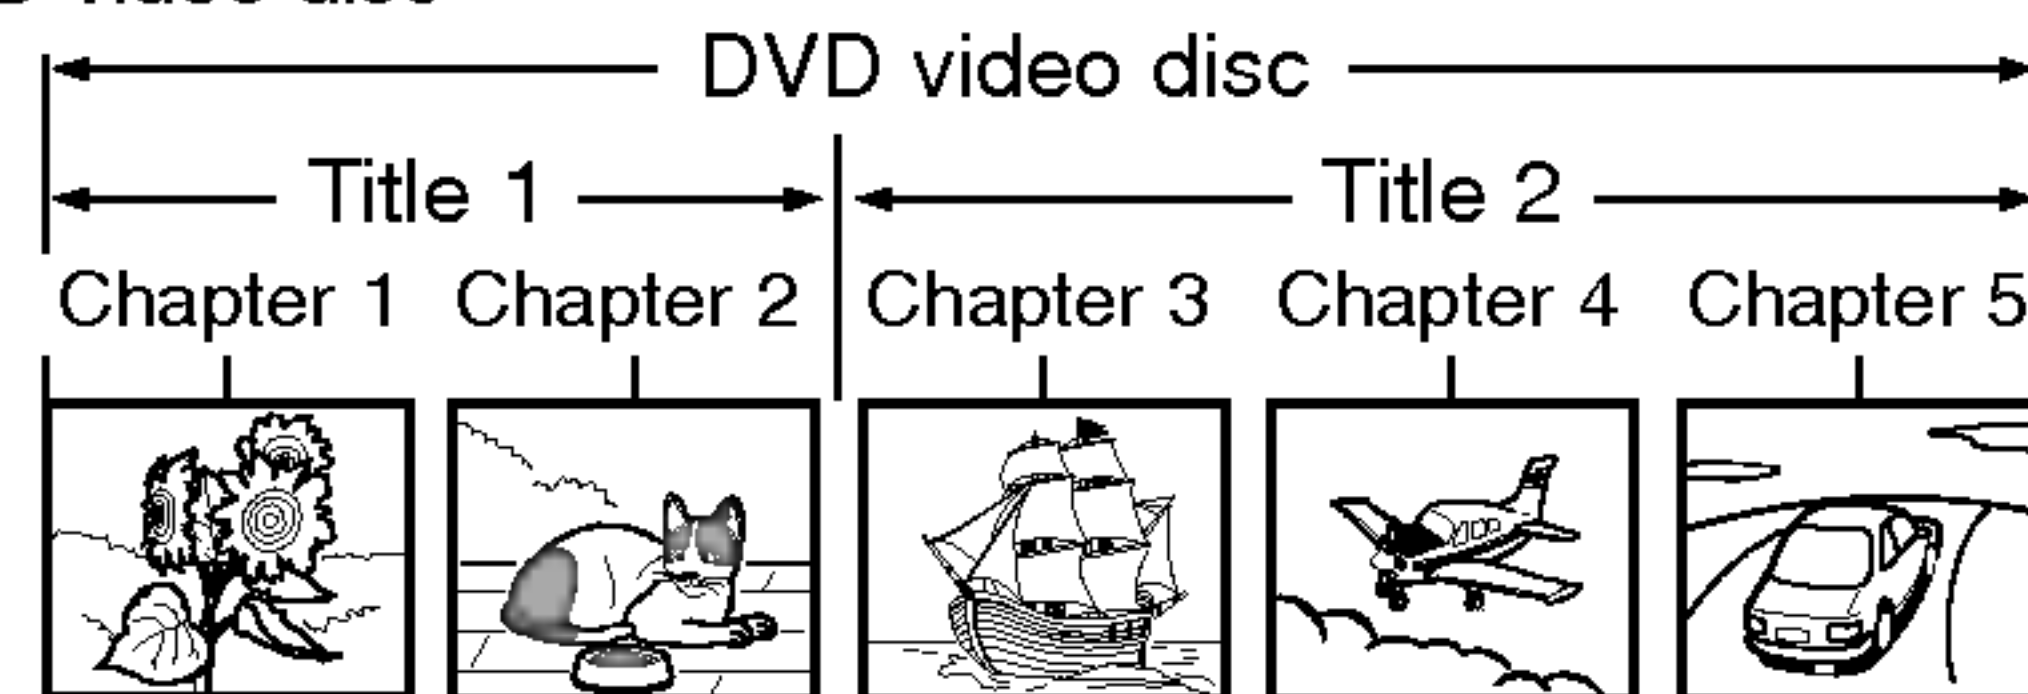 DVD video disc
Title 1 Title 2
Chapter 1 Chapter 2 Chapter 3 Chapter 4 Chapter 5